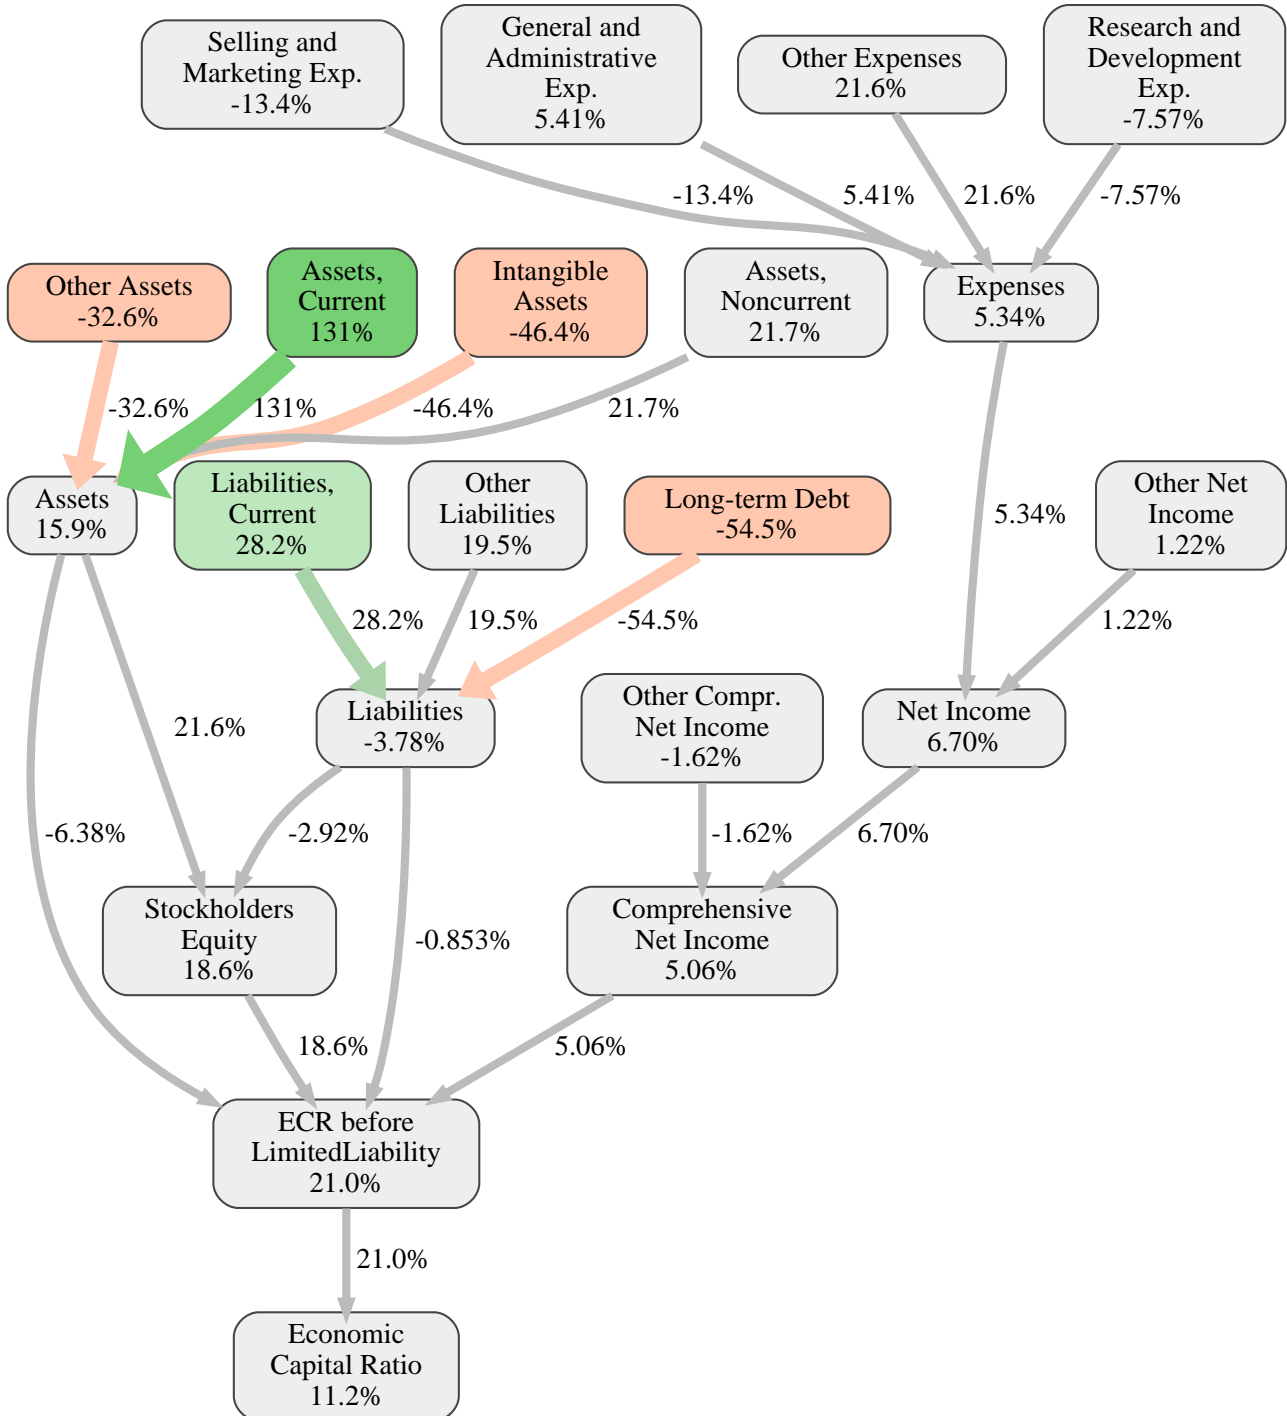 Selling and
Marketing Exp.
-13.4%
General and
Administrative
Exp.
5.41%
Other Expenses
21.6%
Research and
Development
Exp.
-7.57%
-13.4%
5.41%
21.6%
-7.57%
Other Assets
-32.6%
Assets,
Current
131%
Intangible
Assets
-46.4%
Assets,
Noncurrent
21.7%
Expenses
5.34%
-32.6%
131%
-46.4%
21.7%
Assets
15.9%
Liabilities,
Current
28.2%
Other
Liabilities
19.5%
Long-term Debt
-54.5%
5.34%
Other Net
Income
1.22%
28.2%
19.5%
-54.5%
1.22%
21.6%
Liabilities
-3.78%
Other Compr.
Net Income
-1.62%
Net Income
6.70%
-6.38%
-2.92%
-1.62%
6.70%
Stockholders
Equity
18.6%
-0.853%
Comprehensive
Net Income
5.06%
18.6%
5.06%
ECR before
LimitedLiability
21.0%
21.0%
Economic
Capital Ratio
11.2%